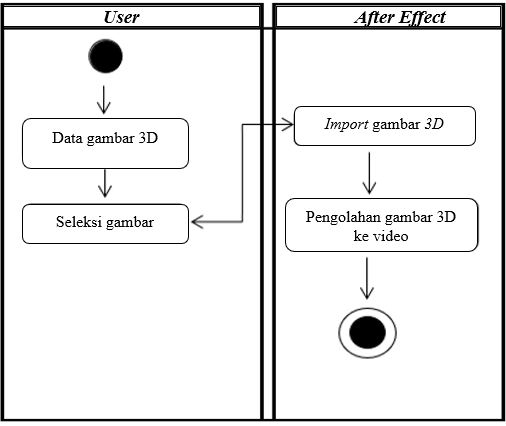 User
After Effect
Data gambar 3D
Import gambar 3D
Seleksi gambar
Pengolahan gambar 3D
ke video